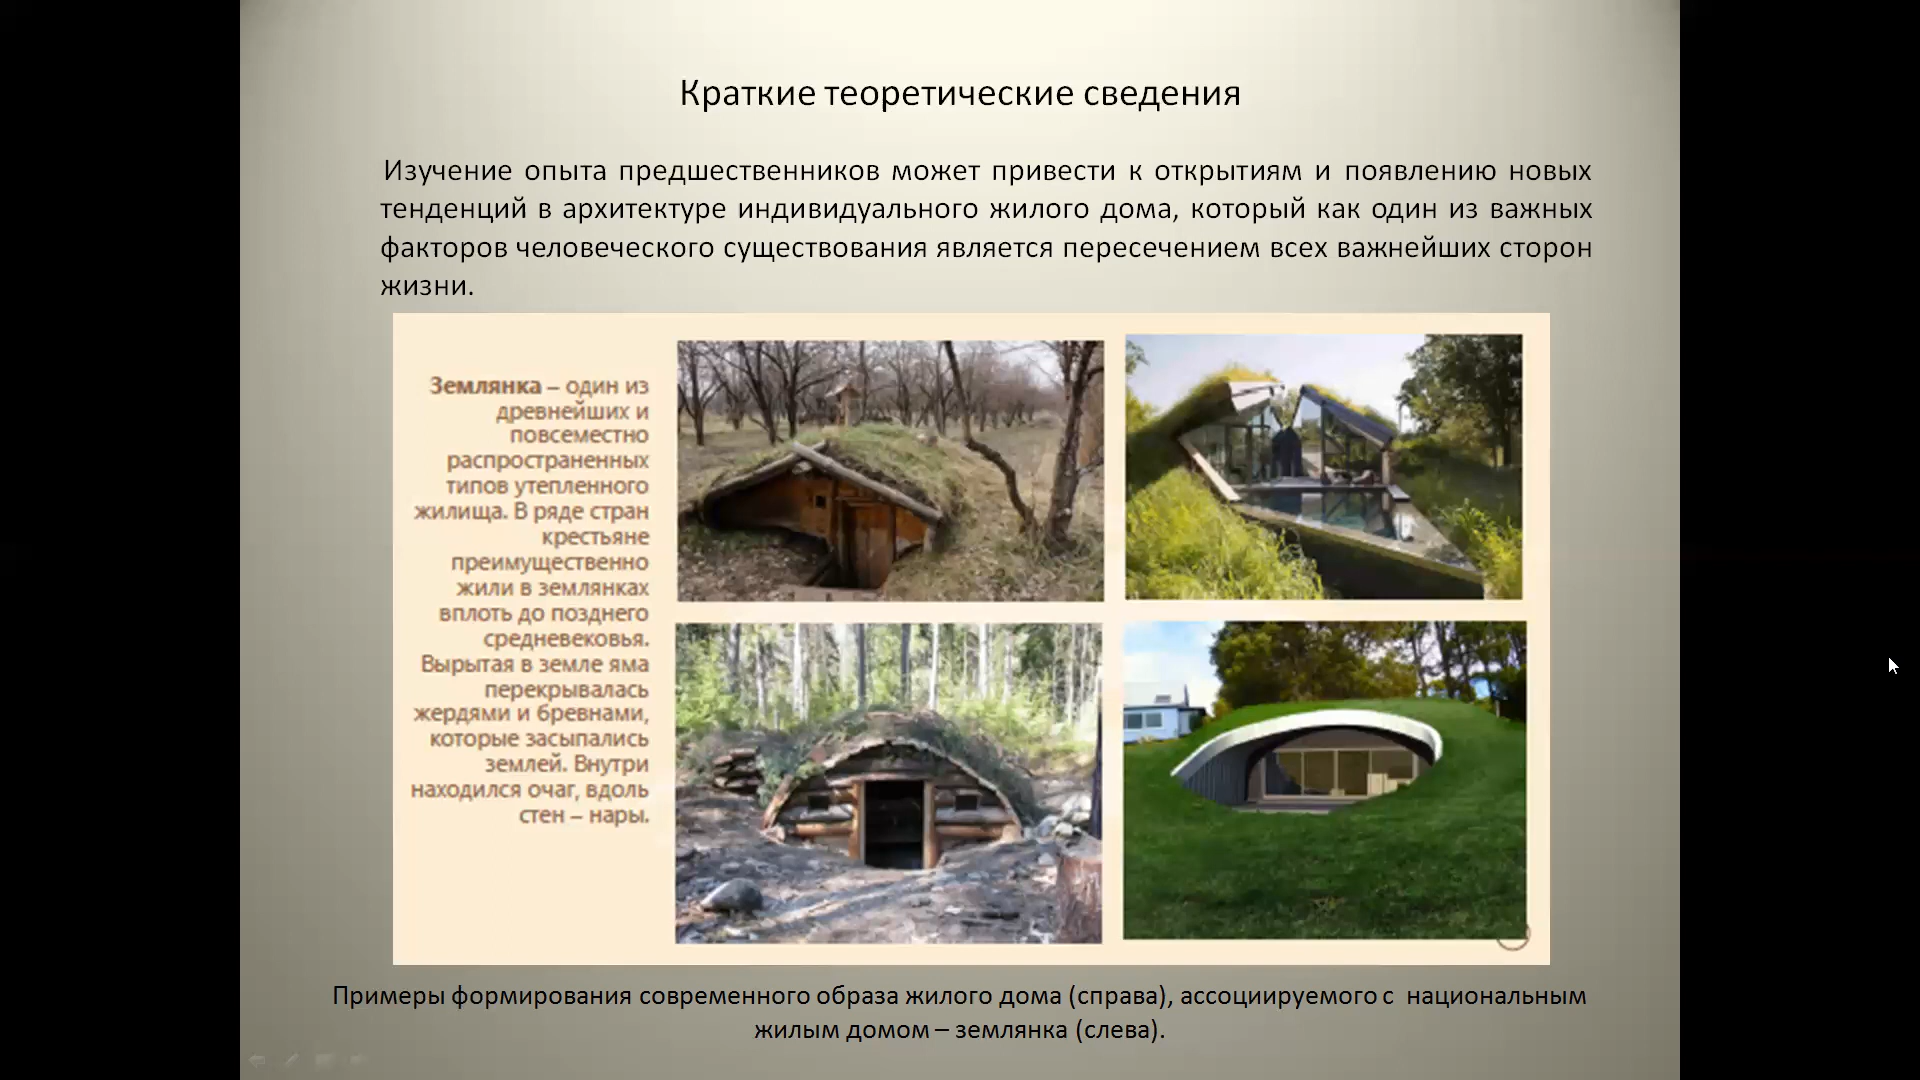 Краткие теоретические сведения
Изучение опыта предшественников может привести к открытиям и появлению новых
тенденций в архитектуре индивидуального жилого дома, который как один из важных
факторов человеческого существования является пересечением всех важнейших сторон
жизни.
Землянка – один из
древнейших и
повсеместно
распространенных
типов утепленного
жилища. В ряде стран
крестьяне
преимущественно
жили в землянках
вплоть до позднего
средневековья.
Вырытая в земле яма
перекрывалась
жердями и бревнами,
которые засыпались
землей. Внутри
находился очаг, вдоль
стен – нары.
Примеры формирования современного образа жилого дома (справа), ассоциируемого с национальным
жилым домом – землянка (слева).